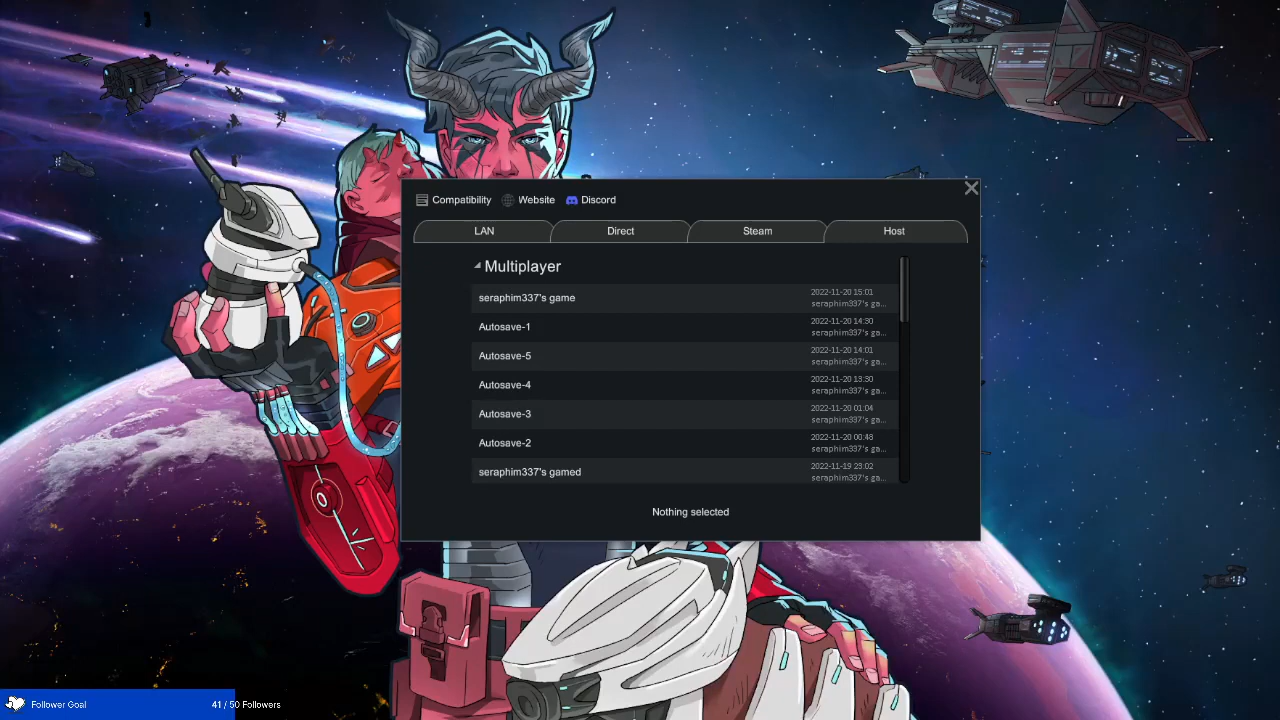 Compatibility Website Discord
LAN Direct Steam Host
Multiplayer
seraphim337's game 2022-11-20 15:01
seraphim337's ga...
Autosave-1 2022-11-20 14:30
seraphim337's ga...
Autosave-5 2022-11-20 14:01
seraphim337's ga...
Autosave-4 2022-11-20 13:30
seraphim337's ga...
Autosave-3 2022-11-20 01:04
seraphim337's ga...
Autosave-2 2022-11-20 00:48
seraphim337's ga...
seraphim337's gamed 2022-11-19 23:02
seraphim337's ga...
Nothing selected
Follower Goal 41 / 50 Followers